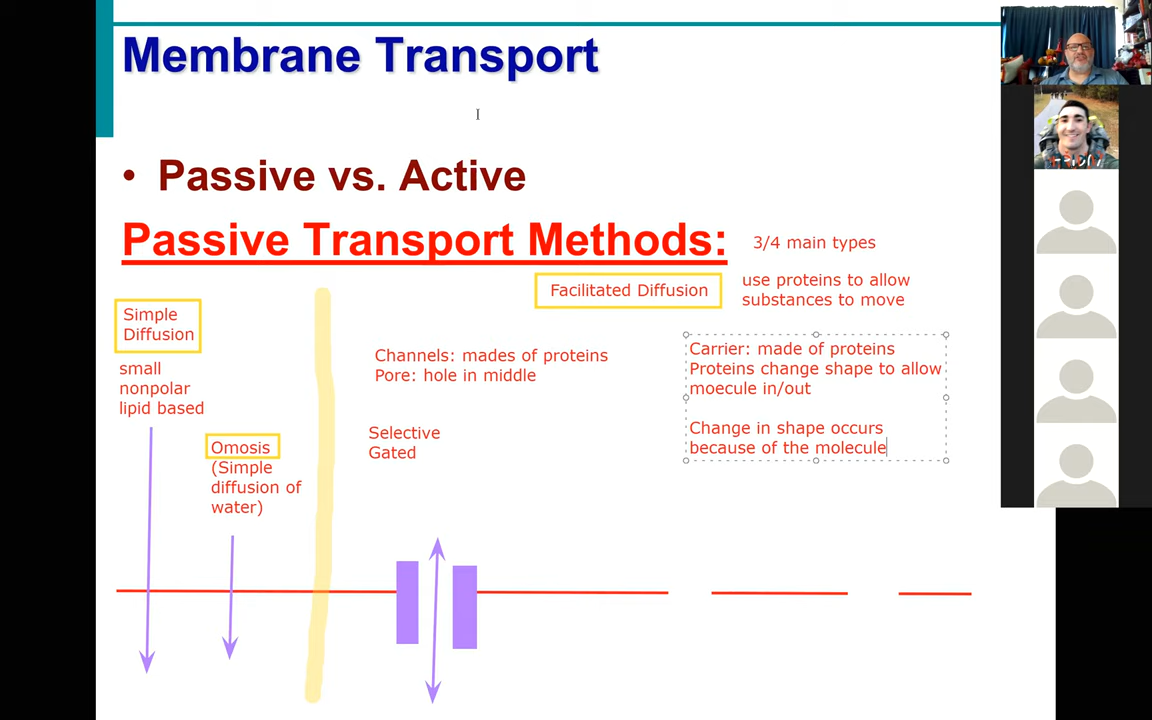 Membrane Transport
• Passive vs. Active
Passive Transport Methods:
3/4 main types
Facilitated Diffusion
use proteins to allow
substances to move
Simple
Diffusion
small
nonpolar
lipid based
Omosis
(Simple
diffusion of
water)
Channels: mades of proteins
Pore: hole in middle
Selective
Gated
Carrier: made of proteins
Proteins change shape to allow
moecule in/out
Change in shape occurs
because of the molecule